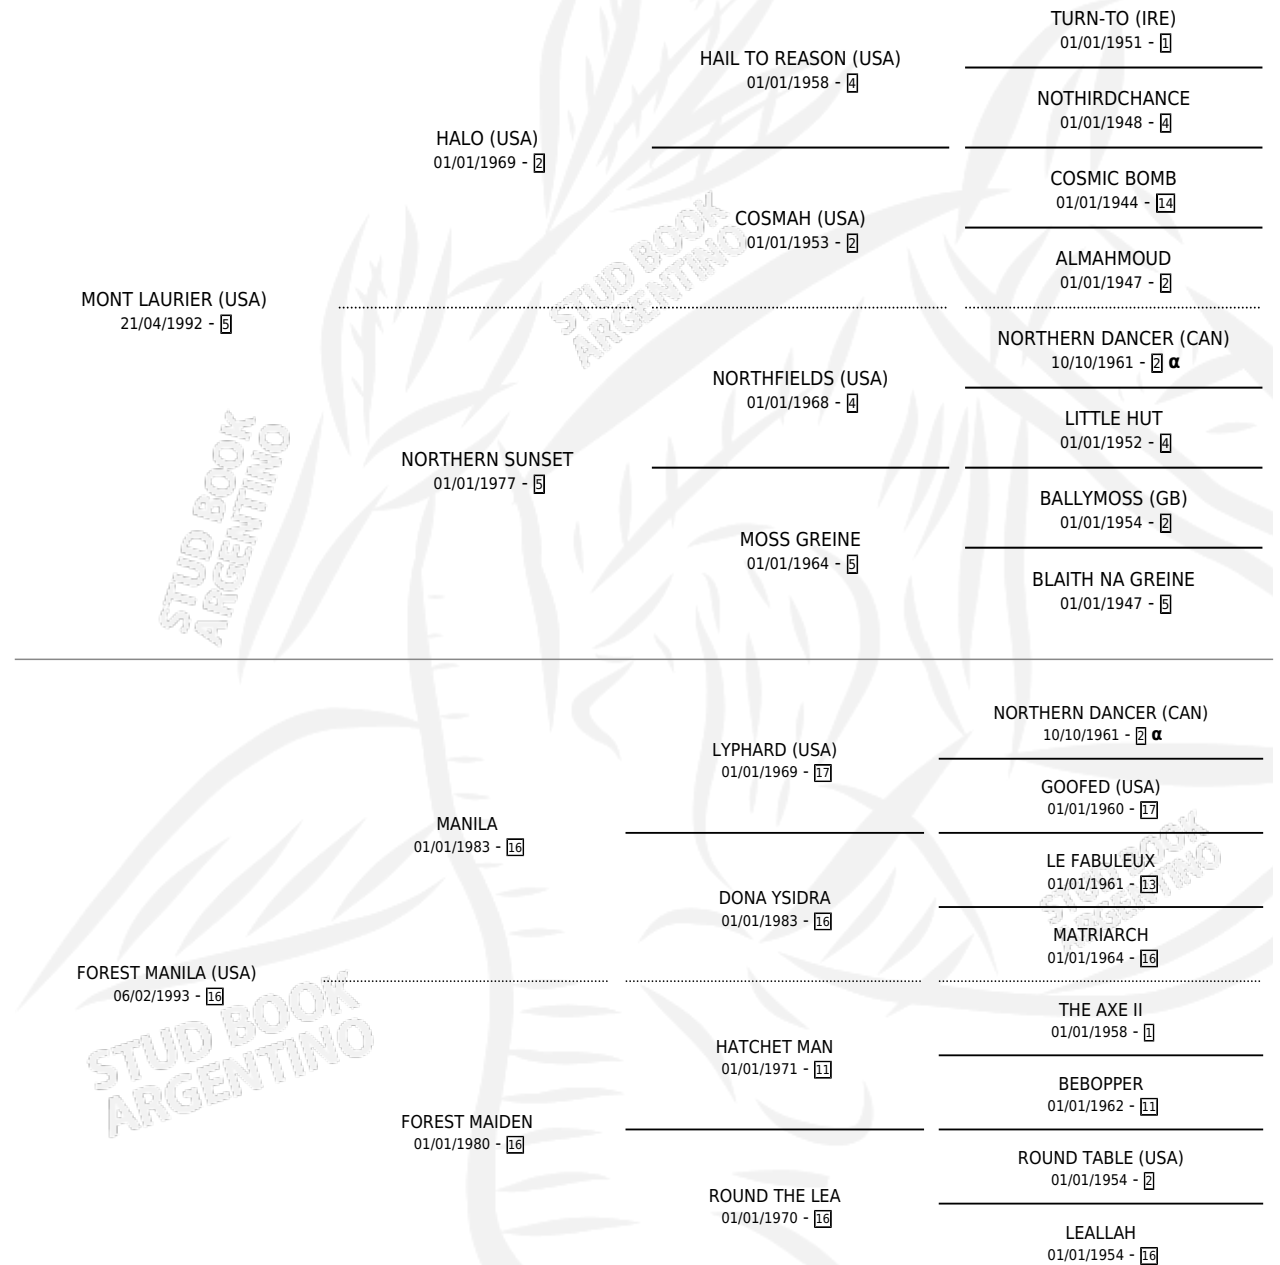 TURN-TO (IRE)
01/01/1951 - 1
HAIL TO REASON (USA)
01/01/1958 - 4
NOTHIRDCHANCE
01/01/1948 - 4
HALO (USA)
01/01/1969 - 2
COSMIC BOMB
01/01/1944 - 14
COSMAH (USA)
01/01/1953 - 2
ALMAHMOUD
01/01/1947 - 2
MONT LAURIER (USA)
21/04/1992 - 5
NORTHERN DANCER (CAN)
10/10/1961 - 2 α
NORTHFIELDS (USA)
01/01/1968 - 4
LITTLE HUT
01/01/1952 - 4
NORTHERN SUNSET
01/01/1977 - 5
BALLYMOSS (GB)
01/01/1954 - 2
MOSS GREINE
01/01/1964 - 5
BLAITH NA GREINE
01/01/1947 - 5
NORTHERN DANCER (CAN)
10/10/1961 - 2 α
LYPHARD (USA)
01/01/1969 - 17
GOOFED (USA)
01/01/1960 - 17
MANILA
01/01/1983 - 16
LE FABULEUX
01/01/1961 - 13
DONA YSIDRA
01/01/1983 - 16
MATRIARCH
01/01/1964 - 16
FOREST MANILA (USA)
06/02/1993 - 16
THE AXE II
01/01/1958 - 1
HATCHET MAN
01/01/1971 - 11
BEBOPPER
01/01/1962 - 11
FOREST MAIDEN
01/01/1980 - 16
ROUND TABLE (USA)
01/01/1954 - 2
ROUND THE LEA
01/01/1970 - 16
LEALLAH
01/01/1954 - 16
STUD BOOK
ARGENTINO
STUD BOOK
ARGENTINO
STUD BOOK
ARGENTINO
STUD BOOK
ARGENTINO